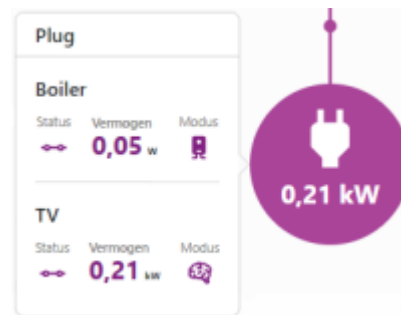 Plug
Boiler
Status Vermogen Modus
0,05 w
TV
Status Vermogen Modus
0,21 kW
0,21 kW